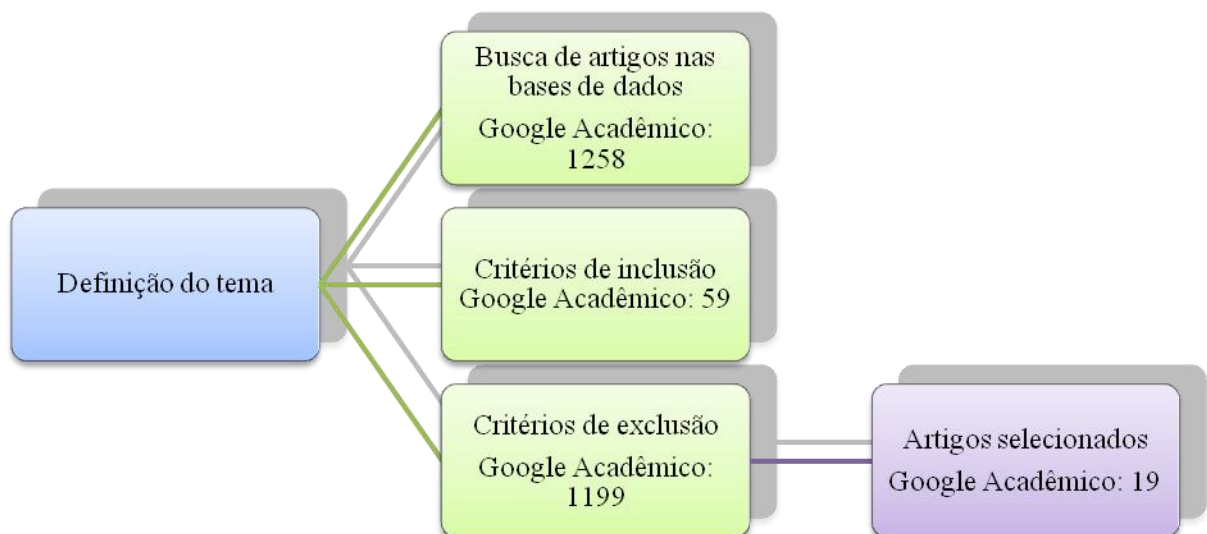 Definição do tema
Busca de artigos nas
bases de dados
Google Acadêmico:
1258
Critérios de inclusão
Google Acadêmico: 59
Critérios de exclusão
Google Acadêmico:
1199
Artigos selecionados
Google Acadêmico: 19